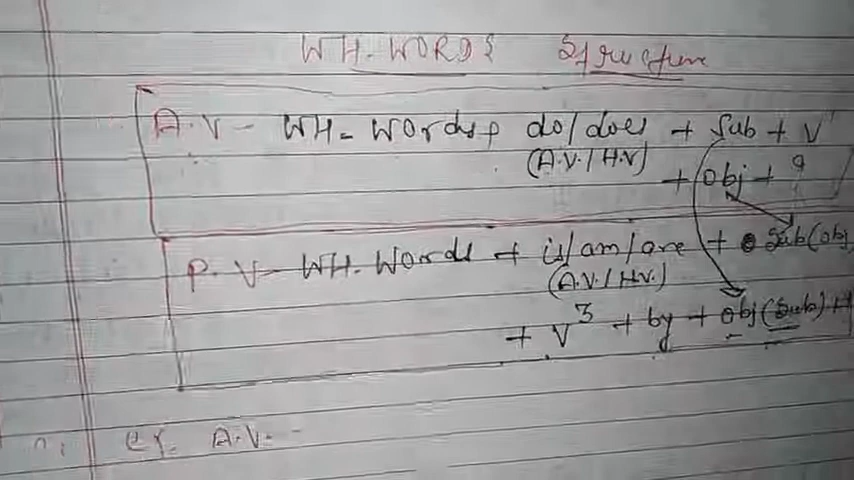 WH-WORDS Structure
A.V - WH- Words + do/does + Sub + V'
(A.V./H.V)
+ Obj + ?
P.V - WH. Words + is/am/are + Sub(obj)
(A.V./H.V.)
+ V3 + by + obj(Sub) +
ex. A.V. -